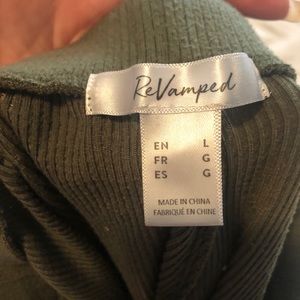 ReVamped
EN L
FR G
ES G
MADE IN CHINA
FABRIQUÉ EN CHINE